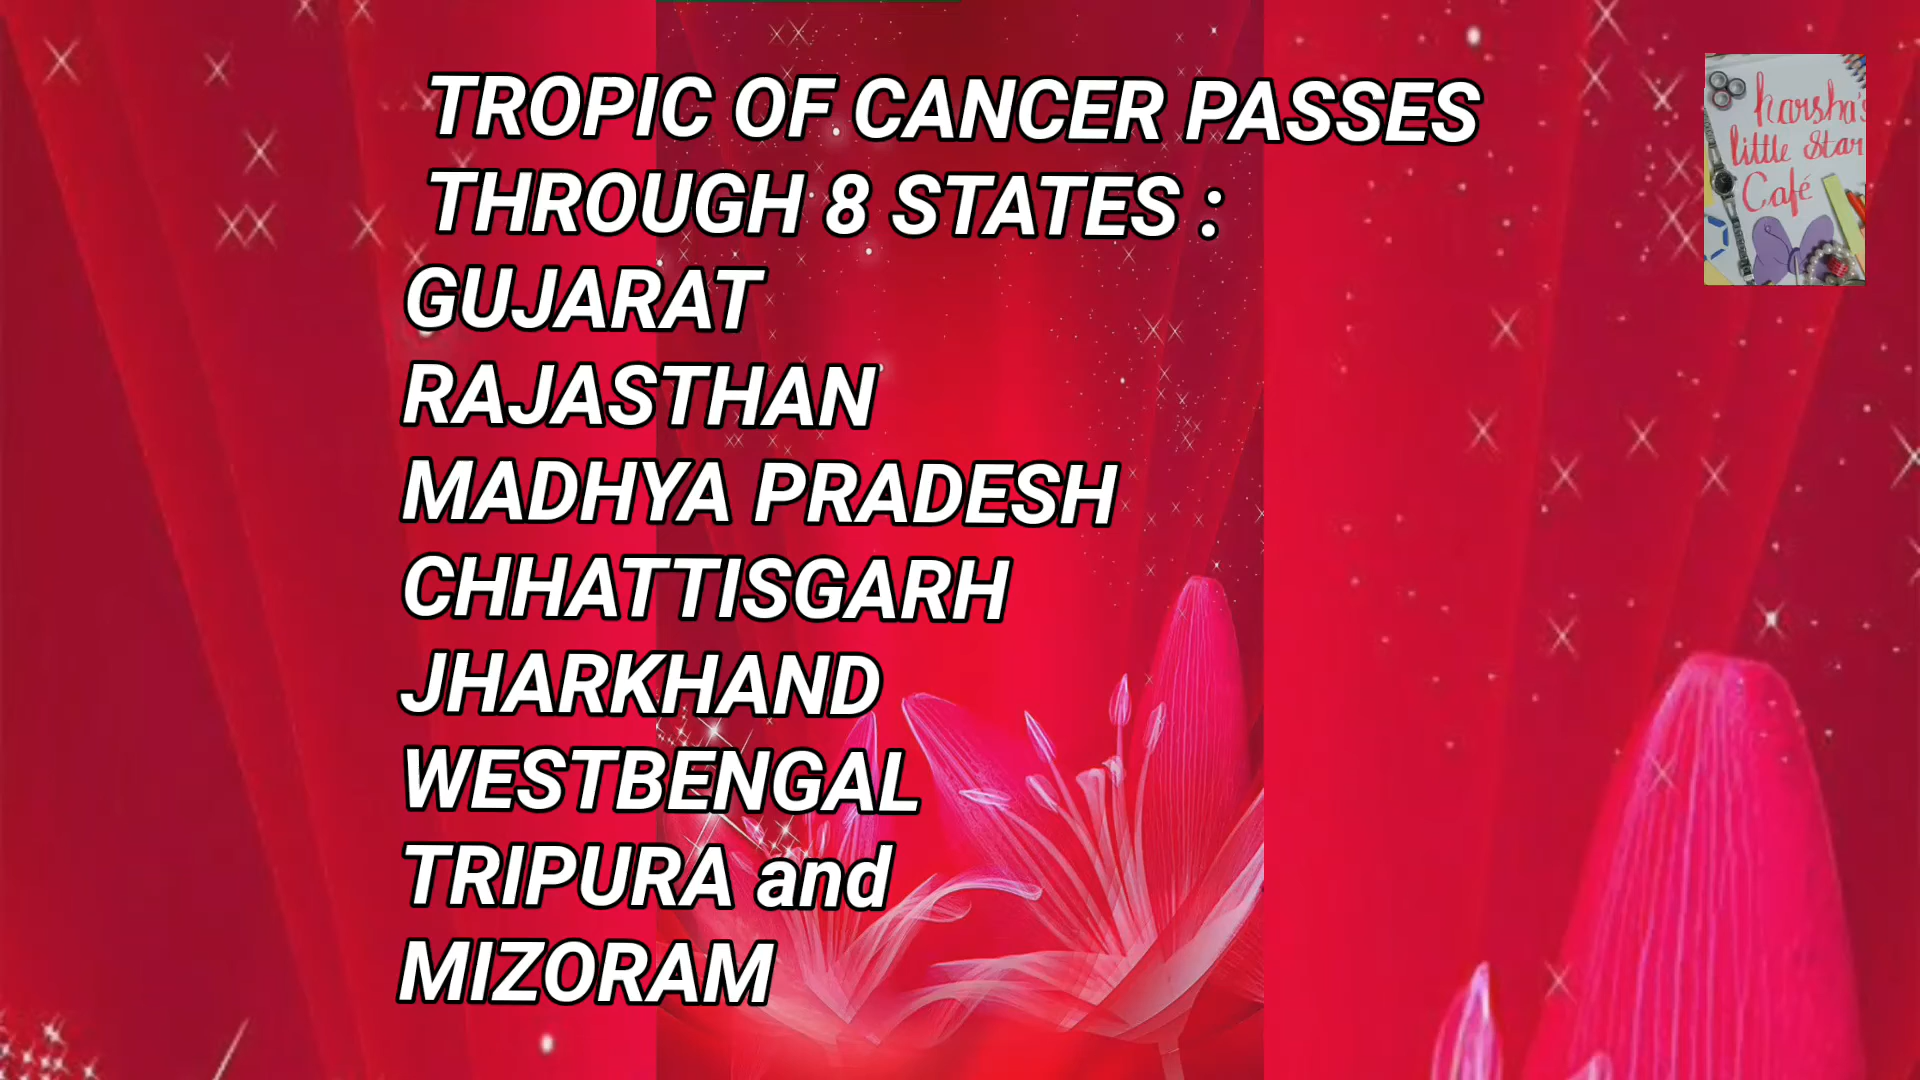 TROPIC OF CANCER PASSES
THROUGH 8 STATES :
GUJARAT
RAJASTHAN
MADHYA PRADESH
CHHATTISGARH
JHARKHAND
WESTBENGAL
TRIPURA and
MIZORAM
harsha's
little Star
Café